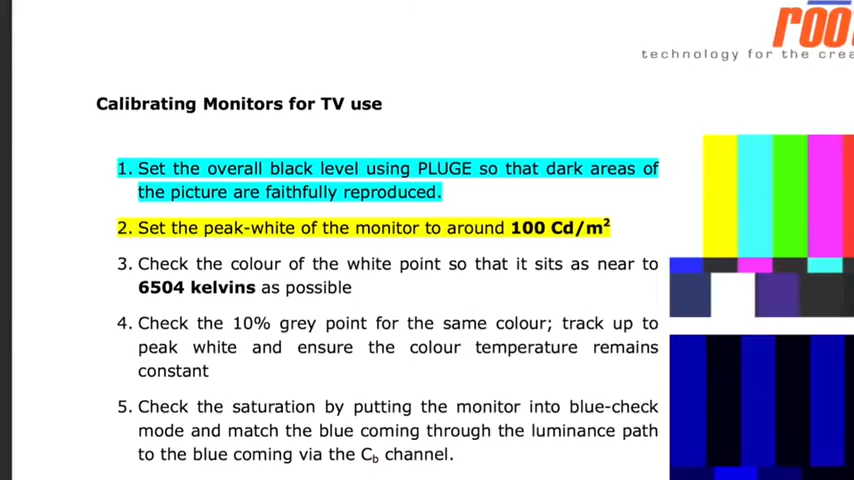 technology for the crea
Calibrating Monitors for TV use
1. Set the overall black level using PLUGE so that dark areas of
the picture are faithfully reproduced.
2. Set the peak-white of the monitor to around 100 Cd/m²
3. Check the colour of the white point so that it sits as near to
6504 kelvins as possible
4. Check the 10% grey point for the same colour; track up to
peak white and ensure the colour temperature remains
constant
5. Check the saturation by putting the monitor into blue-check
mode and match the blue coming through the luminance path
to the blue coming via the Cb channel.